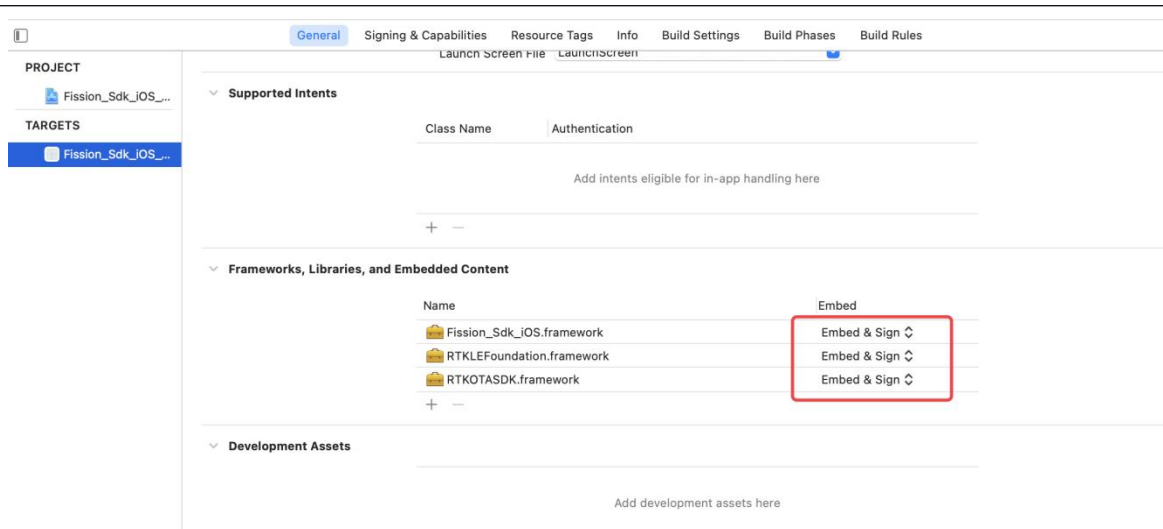 General Signing & Capabilities Resource Tags Info Build Settings Build Phases Build Rules
Launch Screen File LaunchScreen
PROJECT
Fission_Sdk_iOS_...
TARGETS
Fission_Sdk_iOS_...
Supported Intents
Class Name Authentication
Add intents eligible for in-app handling here
Frameworks, Libraries, and Embedded Content
Name Embed
Fission_Sdk_iOS.framework Embed & Sign
RTKLEFoundation.framework Embed & Sign
RTKOTASDK.framework Embed & Sign
Development Assets
Add development assets here